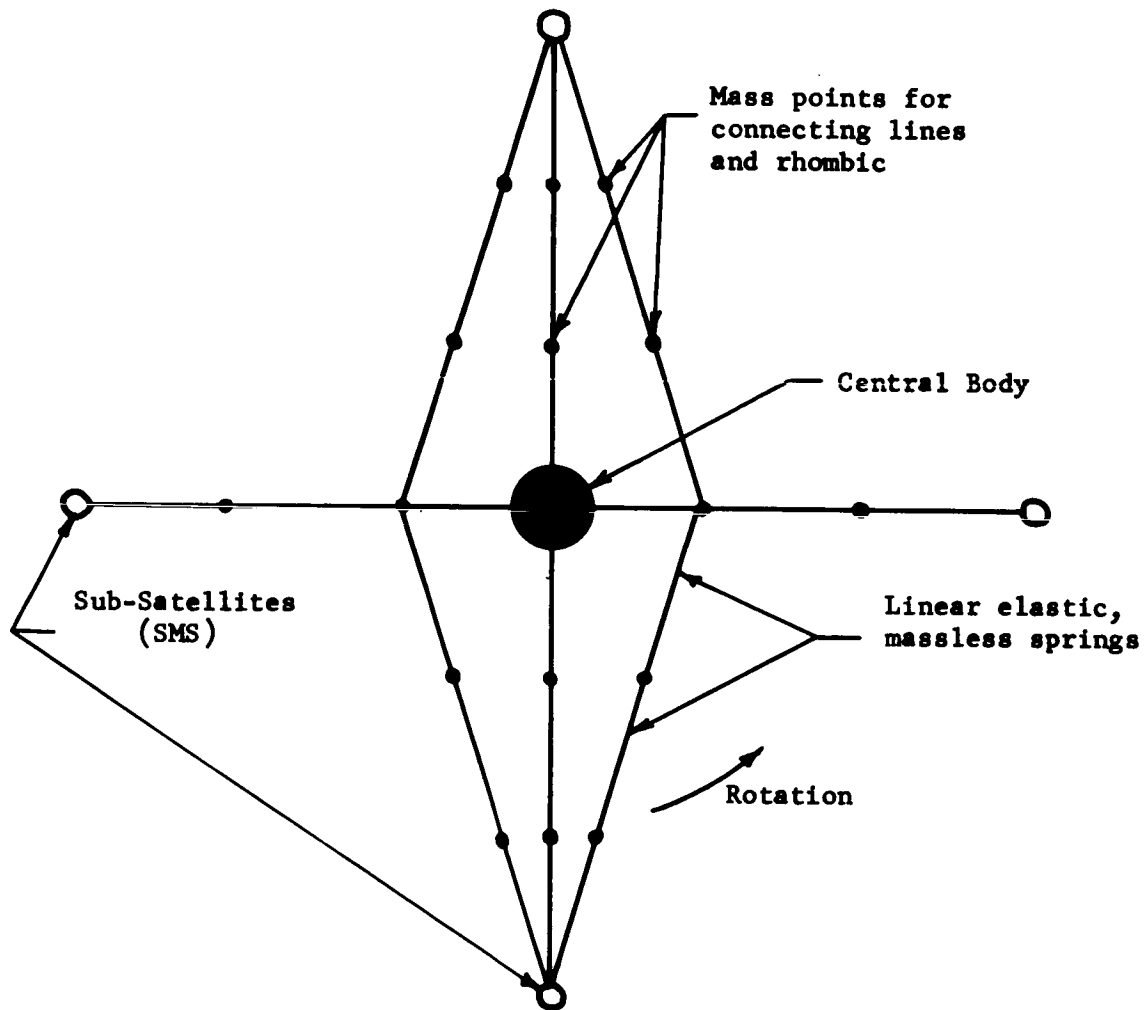 Mass points for
connecting lines
and rhombic
Central Body
Sub-Satellites
(SMS)
Linear elastic,
massless springs
Rotation